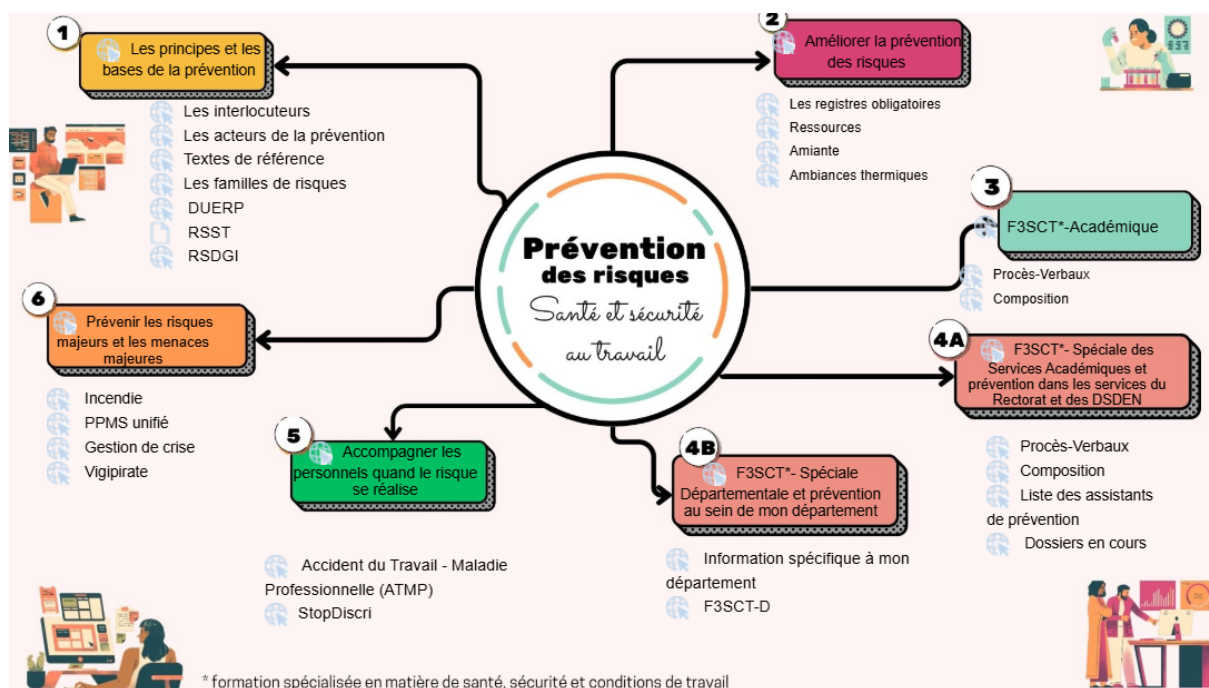 1
Les principes et les
bases de la prévention
Les interlocuteurs
Les acteurs de la prévention
Textes de référence
Les familles de risques
DUERP
RSST
RSDGI
2
Améliorer la prévention
des risques
Les registres obligatoires
Ressources
Amiante
Ambiances thermiques
Prévention
des risques
Santé et sécurité
au travail
3
F3SCT*-Académique
Procès-Verbaux
Composition
4A
F3SCT*- Spéciale des
Services Académiques et
prévention dans les services du
Rectorat et des DSDEN
Procès-Verbaux
Composition
Liste des assistants
de prévention
Dossiers en cours
4B
F3SCT*- Spéciale
Départementale et prévention
au sein de mon département
Information spécifique à mon
département
F3SCT-D
5
Accompagner les
personnels quand le risque
se réalise
Accident du Travail - Maladie
Professionnelle (ATMP)
StopDiscri
6
Prévenir les risques
majeurs et les menaces
majeures
Incendie
PPMS unifié
Gestion de crise
Vigipirate
* formation spécialisée en matière de santé, sécurité et conditions de travail